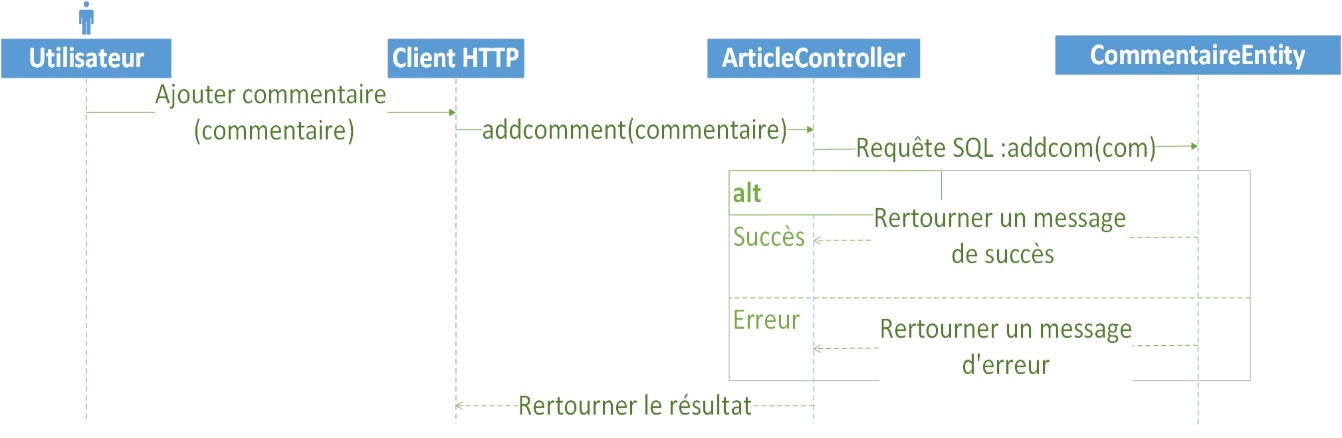 Utilisateur
Client HTTP
ArticleController
CommentaireEntity
Ajouter commentaire
(commentaire)
addcomment(commentaire)
Requête SQL :addcom(com)
alt
Succès
Rertourner un message
de succès
Erreur
Rertourner un message
d'erreur
Rertourner le résultat